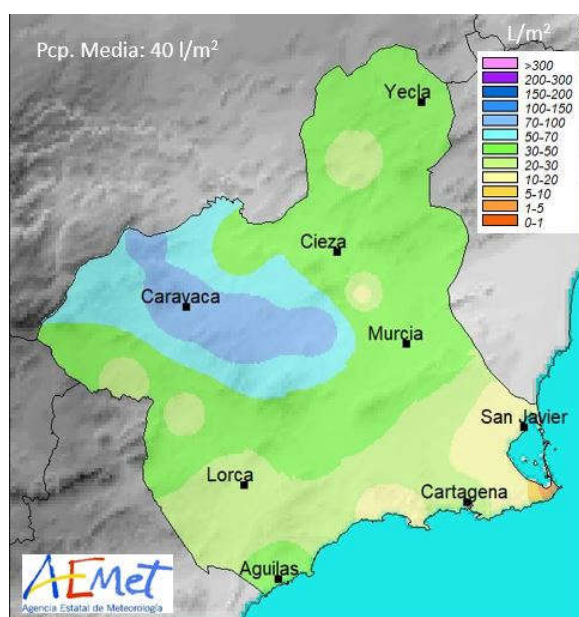 Pcp. Media: 40 l/m²
L/m²
>300
200-300
150-200
100-150
70-100
50-70
30-50
20-30
10-20
5-10
1-5
0-1
Yecla
Cieza
Caravaca
Murcia
San Javier
Lorca
Cartagena
Aguilas
AEMet
Agencia Estatal de Meteorología